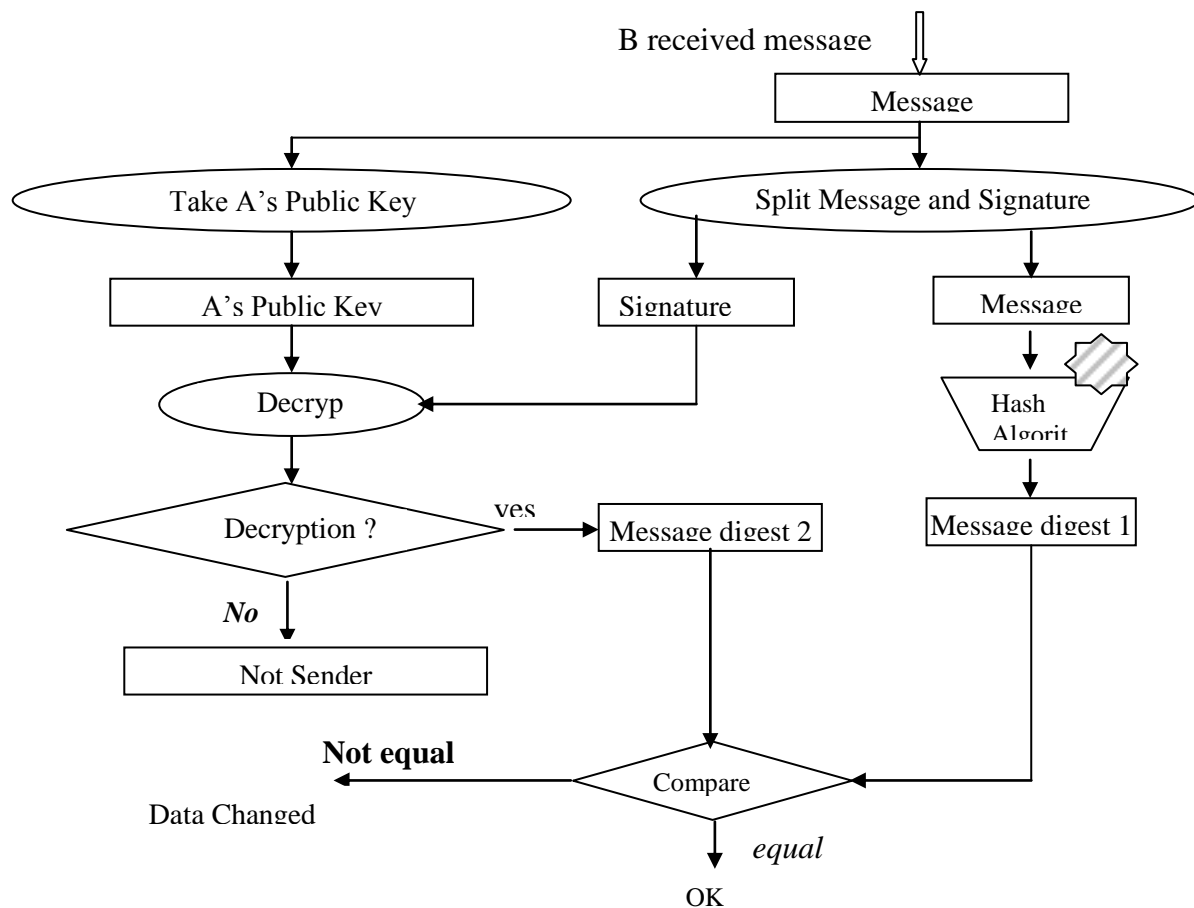 B received message
Message
Take A's Public Key
Split Message and Signature
A's Public Key
Signature
Message
Decryp
Hash
Algorit
Decryption ?
yes
Message digest 2
Message digest 1
No
Not Sender
Not equal
Compare
Data Changed
equal
OK